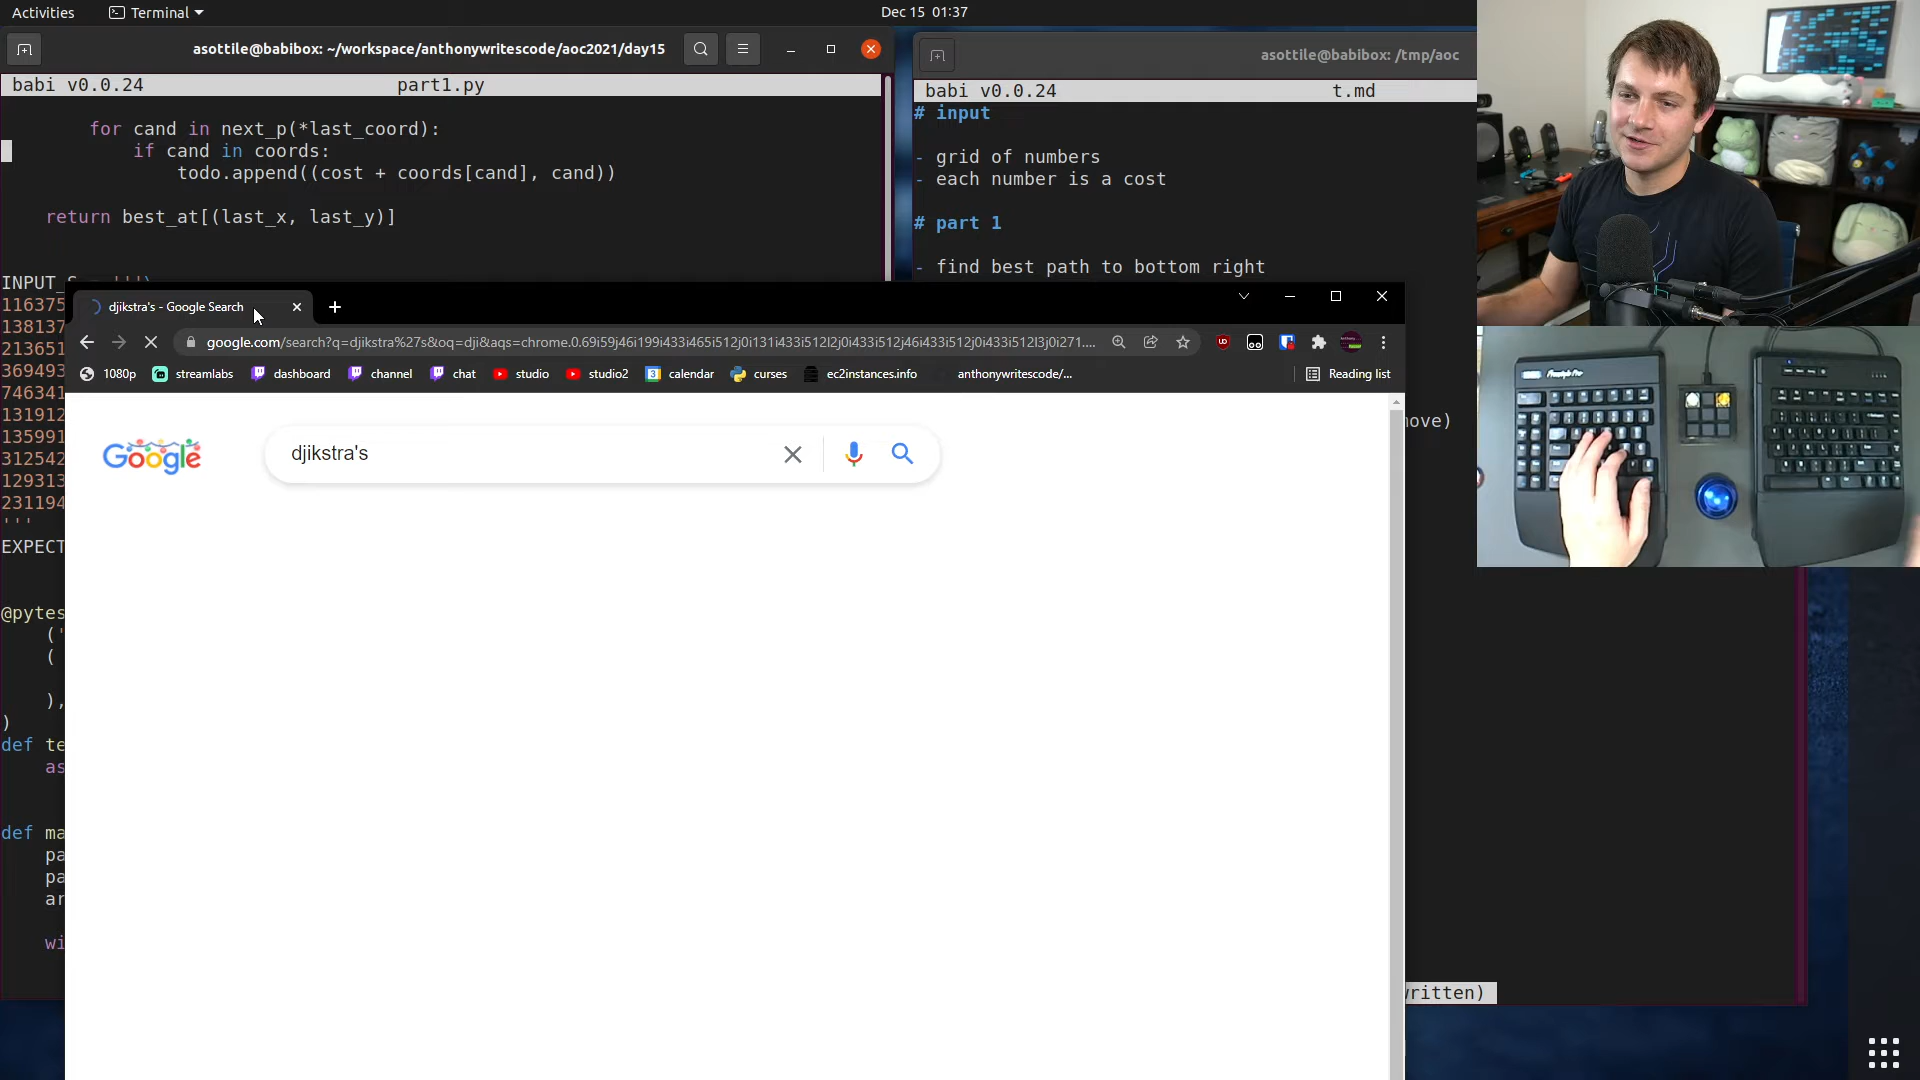 Activities
Terminal
Dec 15 01:37
asottile@babibox: ~/workspace/anthonywritescode/aoc2021/day15
babi v0.0.24 part1.py
for cand in next_p(*last_coord):
if cand in coords:
todo.append((cost + coords[cand], cand))
return best_at[(last_x, last_y)]
116375
138137
213651
369493
746341
131912
135991
312542
129313
231194
'''
EXPECT
@pytes
('
(
),
)
def te
as
def ma
pa
pa
ar
wi
asottile@babibox: /tmp/aoc
babi v0.0.24 t.md
# input
- grid of numbers
- each number is a cost
# part 1
- find best path to bottom right
move)
written)
djikstra's - Google Search
google.com/search?q=djikstra%27s&oq=dji&aqs=chrome.0.69i59j46i199i433i465i512j0i131i433i512l2j0i433i512j46i433i512j0i433i512l3j0i271....
1080p
streamlabs
dashboard
channel
chat
studio
studio2
calendar
curses
ec2instances.info
anthonywritescode/...
Reading list
Google
djikstra's